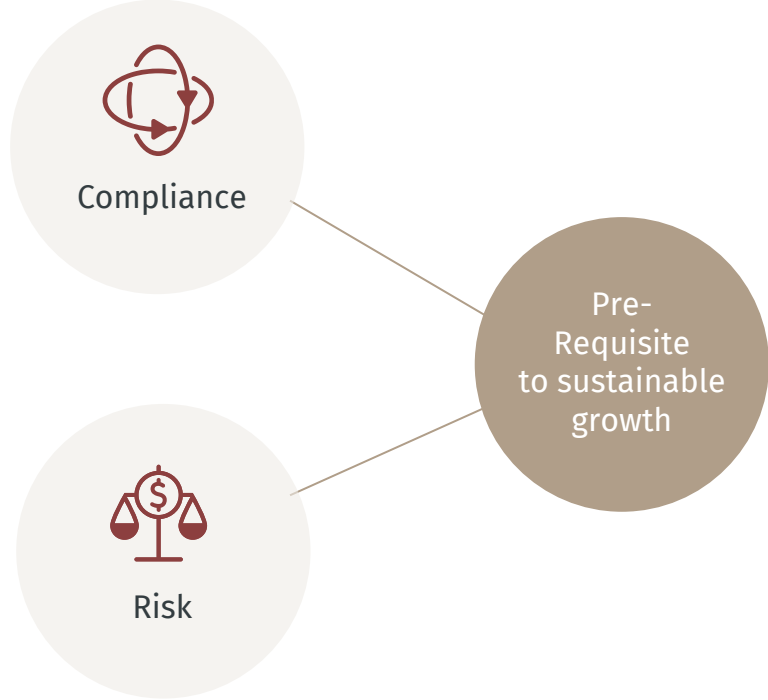 Compliance
Pre-
Requisite
to sustainable
growth
$
Risk